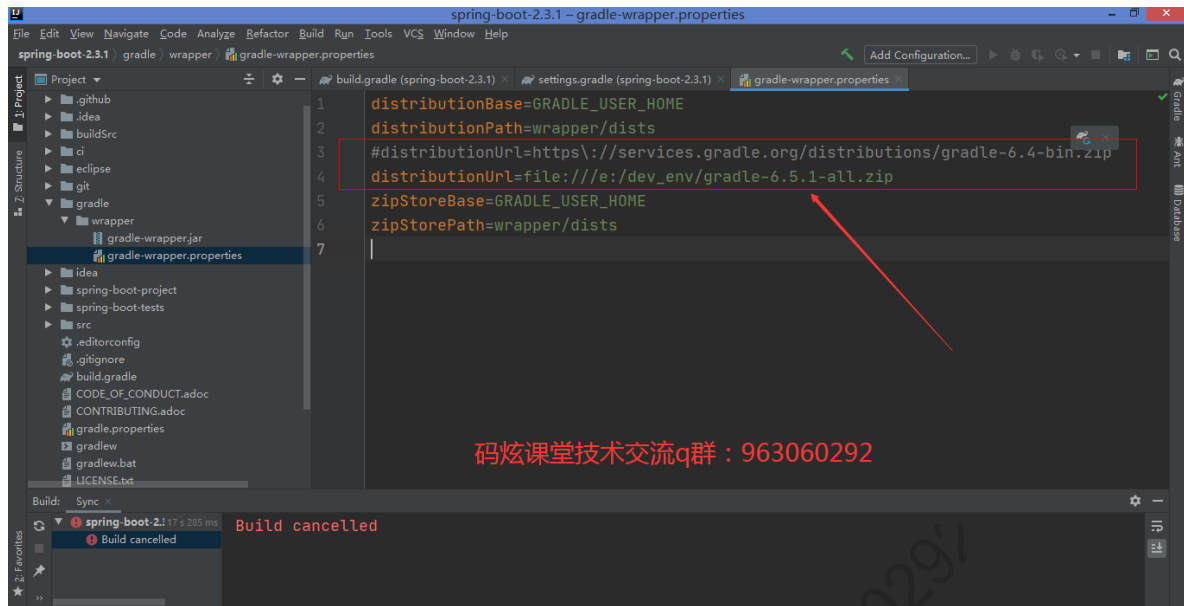 spring-boot-2.3.1 – gradle-wrapper.properties
File Edit View Navigate Code Analyze Refactor Build Run Tools VCS Window Help
spring-boot-2.3.1 gradle wrapper gradle-wrapper.properties
Add Configuration...
1: Project
Project
build.gradle (spring-boot-2.3.1)
settings.gradle (spring-boot-2.3.1)
gradle-wrapper.properties
.github
.idea
buildSrc
ci
eclipse
git
gradle
wrapper
gradle-wrapper.jar
gradle-wrapper.properties
idea
spring-boot-project
spring-boot-tests
src
.editorconfig
.gitignore
build.gradle
CODE_OF_CONDUCT.adoc
CONTRIBUTING.adoc
gradle.properties
gradlew
gradlew.bat
LICENSE.txt
1 distributionBase=GRADLE_USER_HOME
2 distributionPath=wrapper/dists
3 #distributionUrl=https\://services.gradle.org/distributions/gradle-6.4-bin.zip
4 distributionUrl=file:///e:/dev_env/gradle-6.5.1-all.zip
5 zipStoreBase=GRADLE_USER_HOME
6 zipStorePath=wrapper/dists
7
码炫课堂技术交流q群：963060292
Gradle
Ant
Database
Z: Structure
2: Favorites
Build: Sync
spring-boot-2.: 17 s 285 ms
Build cancelled
Build cancelled